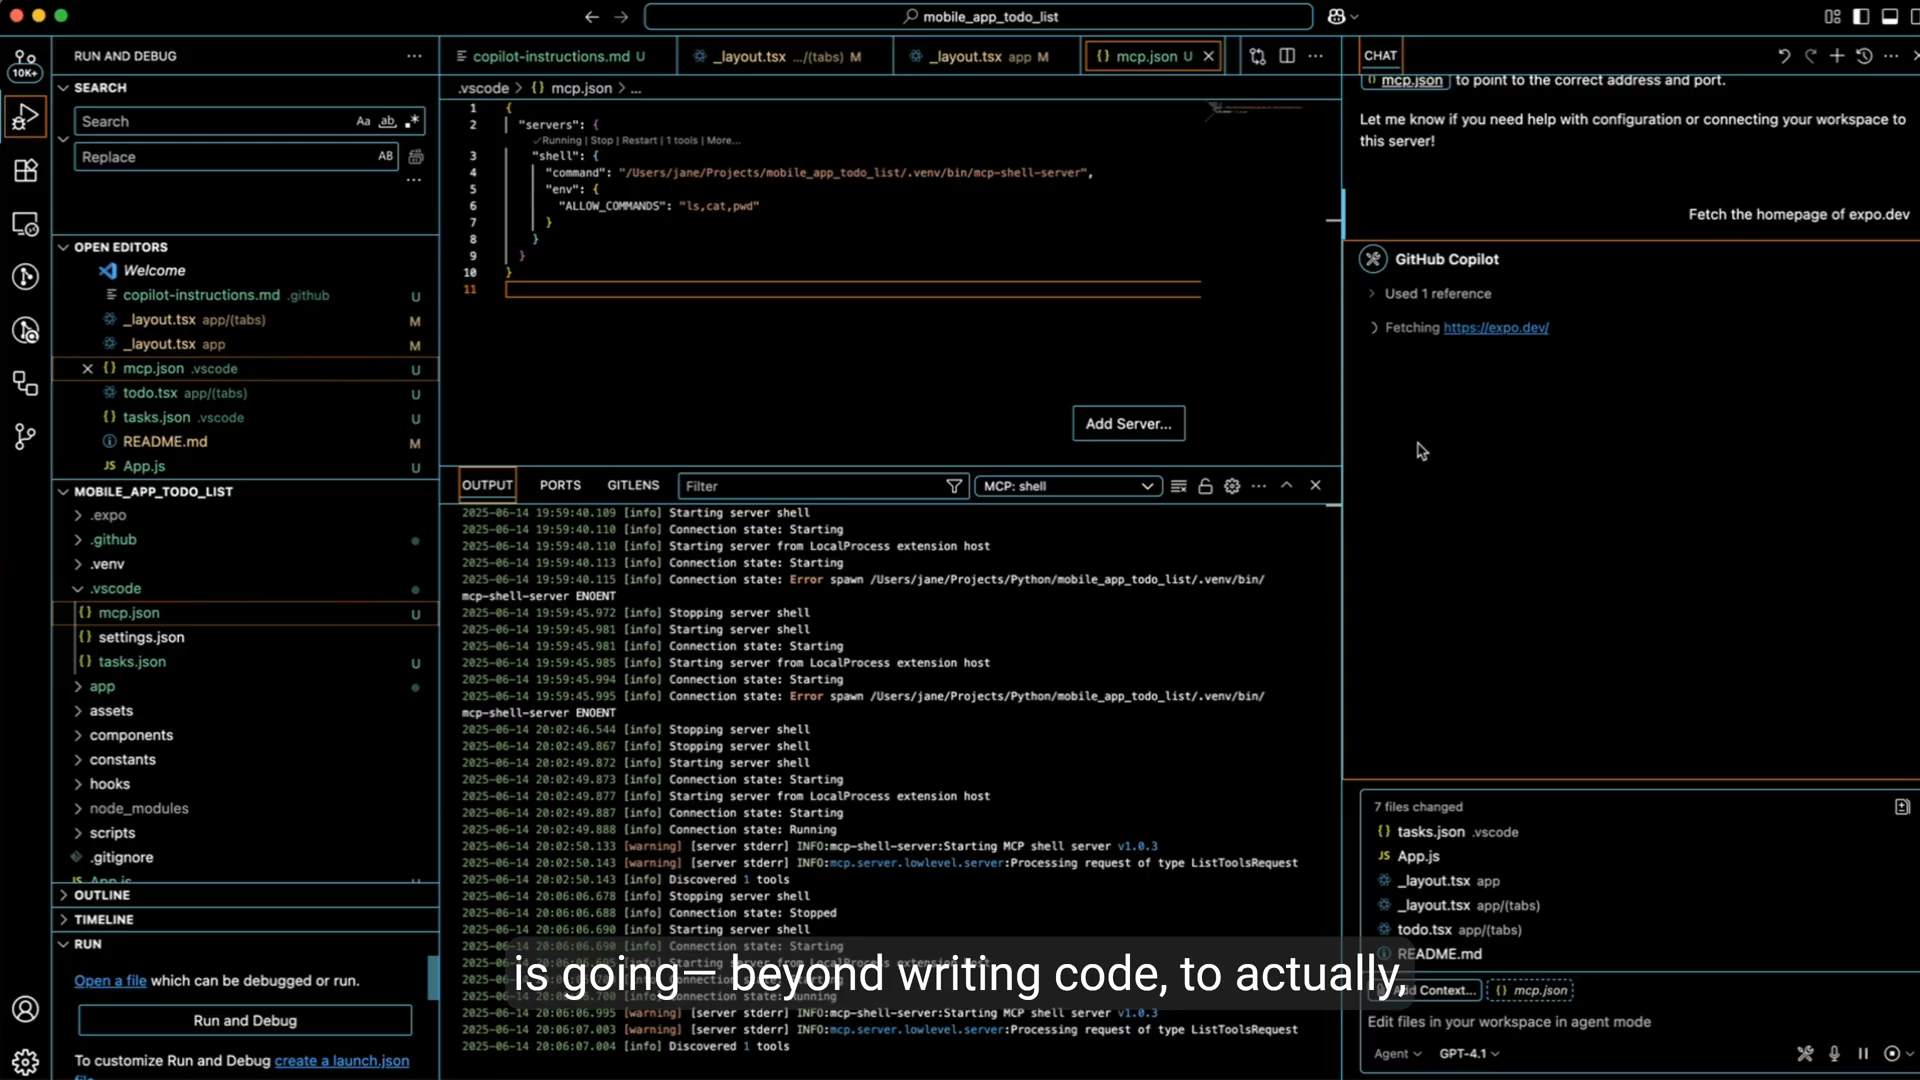 mobile_app_todo_list
10K+
RUN AND DEBUG
SEARCH
Search
Aa ab
Replace
AB
OPEN EDITORS
Welcome
copilot-instructions.md .github U
_layout.tsx app/(tabs) M
_layout.tsx app M
mcp.json .vscode U
todo.tsx app/(tabs) U
tasks.json .vscode U
README.md M
App.js U
MOBILE_APP_TODO_LIST
.expo
.github
.venv
.vscode
mcp.json U
settings.json
tasks.json U
app
assets
components
constants
hooks
node_modules
scripts
.gitignore
App.js U
OUTLINE
TIMELINE
RUN
Open a file which can be debugged or run.
Run and Debug
To customize Run and Debug create a launch.json
file.
copilot-instructions.md U
_layout.tsx .../(tabs) M
_layout.tsx app M
{} mcp.json U
.vscode > {} mcp.json > ...
1 {
2 "servers": {
✓Running | Stop | Restart | 1 tools | More...
3 "shell": {
4 "command": "/Users/jane/Projects/mobile_app_todo_list/.venv/bin/mcp-shell-server",
5 "env": {
6 "ALLOW_COMMANDS": "ls,cat,pwd"
7 }
8 }
9 }
10 }
11
Add Server...
OUTPUT PORTS GITLENS Filter MCP: shell
2025-06-14 19:59:40.109 [info] Starting server shell
2025-06-14 19:59:40.110 [info] Connection state: Starting
2025-06-14 19:59:40.110 [info] Starting server from LocalProcess extension host
2025-06-14 19:59:40.113 [info] Connection state: Starting
2025-06-14 19:59:40.115 [info] Connection state: Error spawn /Users/jane/Projects/Python/mobile_app_todo_list/.venv/bin/
mcp-shell-server ENOENT
2025-06-14 19:59:45.972 [info] Stopping server shell
2025-06-14 19:59:45.981 [info] Starting server shell
2025-06-14 19:59:45.981 [info] Connection state: Starting
2025-06-14 19:59:45.985 [info] Starting server from LocalProcess extension host
2025-06-14 19:59:45.994 [info] Connection state: Starting
2025-06-14 19:59:45.995 [info] Connection state: Error spawn /Users/jane/Projects/Python/mobile_app_todo_list/.venv/bin/
mcp-shell-server ENOENT
2025-06-14 20:02:46.544 [info] Stopping server shell
2025-06-14 20:02:49.867 [info] Stopping server shell
2025-06-14 20:02:49.872 [info] Starting server shell
2025-06-14 20:02:49.873 [info] Connection state: Starting
2025-06-14 20:02:49.877 [info] Starting server from LocalProcess extension host
2025-06-14 20:02:49.887 [info] Connection state: Starting
2025-06-14 20:02:49.888 [info] Connection state: Running
2025-06-14 20:02:50.133 [warning] [server stderr] INFO:mcp-shell-server:Starting MCP shell server v1.0.3
2025-06-14 20:02:50.143 [warning] [server stderr] INFO:mcp.server.lowlevel.server:Processing request of type ListToolsRequest
2025-06-14 20:02:50.143 [info] Discovered 1 tools
2025-06-14 20:06:06.678 [info] Stopping server shell
2025-06-14 20:06:06.688 [info] Connection state: Stopped
2025-06-14 20:06:06.690 [info] Starting server shell
2025-06-14 20:06:06.690 [info] Connection state: Starting
is going— beyond writing code, to actually,
2025-06-14 20:06:06.995 [warning] [server stderr] INFO:mcp-shell-server:Starting MCP shell server v1.0.3
2025-06-14 20:06:07.003 [warning] [server stderr] INFO:mcp.server.lowlevel.server:Processing request of type ListToolsRequest
2025-06-14 20:06:07.004 [info] Discovered 1 tools
CHAT
mcp.json to point to the correct address and port.
Let me know if you need help with configuration or connecting your workspace to
this server!
Fetch the homepage of expo.dev
GitHub Copilot
Used 1 reference
Fetching https://expo.dev/
7 files changed
tasks.json .vscode
App.js
_layout.tsx app
_layout.tsx app/(tabs)
todo.tsx app/(tabs)
README.md
Context... {} mcp.json
Edit files in your workspace in agent mode
Agent GPT-4.1